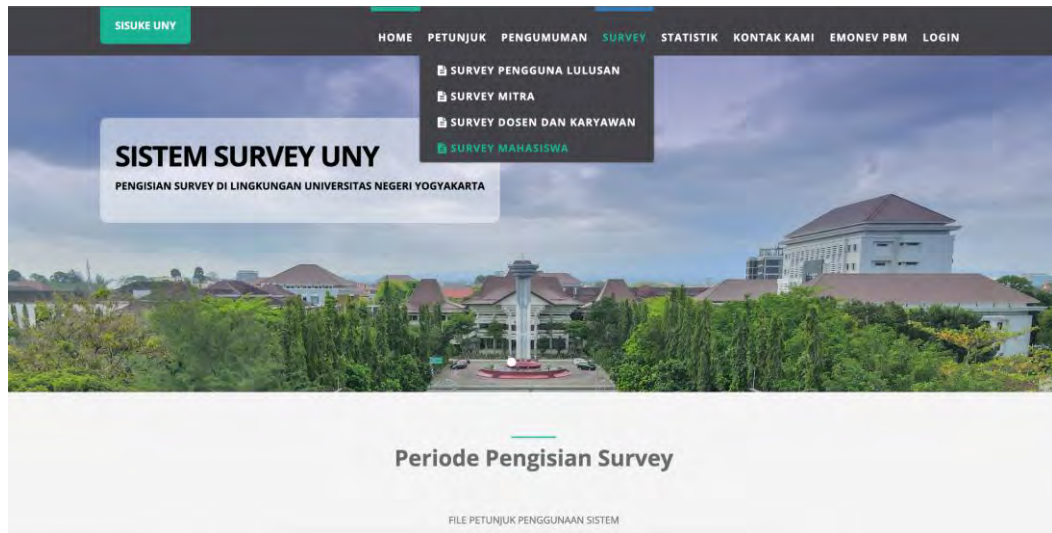 SISUKE UNY
HOME PETUNJUK PENGUMUMAN SURVEY STATISTIK KONTAK KAMI EMONEV PBM LOGIN
SURVEY PENGGUNA LULUSAN
SURVEY MITRA
SURVEY DOSEN DAN KARYAWAN
SURVEY MAHASISWA
SISTEM SURVEY UNY
PENGISIAN SURVEY DI LINGKUNGAN UNIVERSITAS NEGERI YOGYAKARTA
Periode Pengisian Survey
FILE PETUNJUK PENGGUNAAN SISTEM